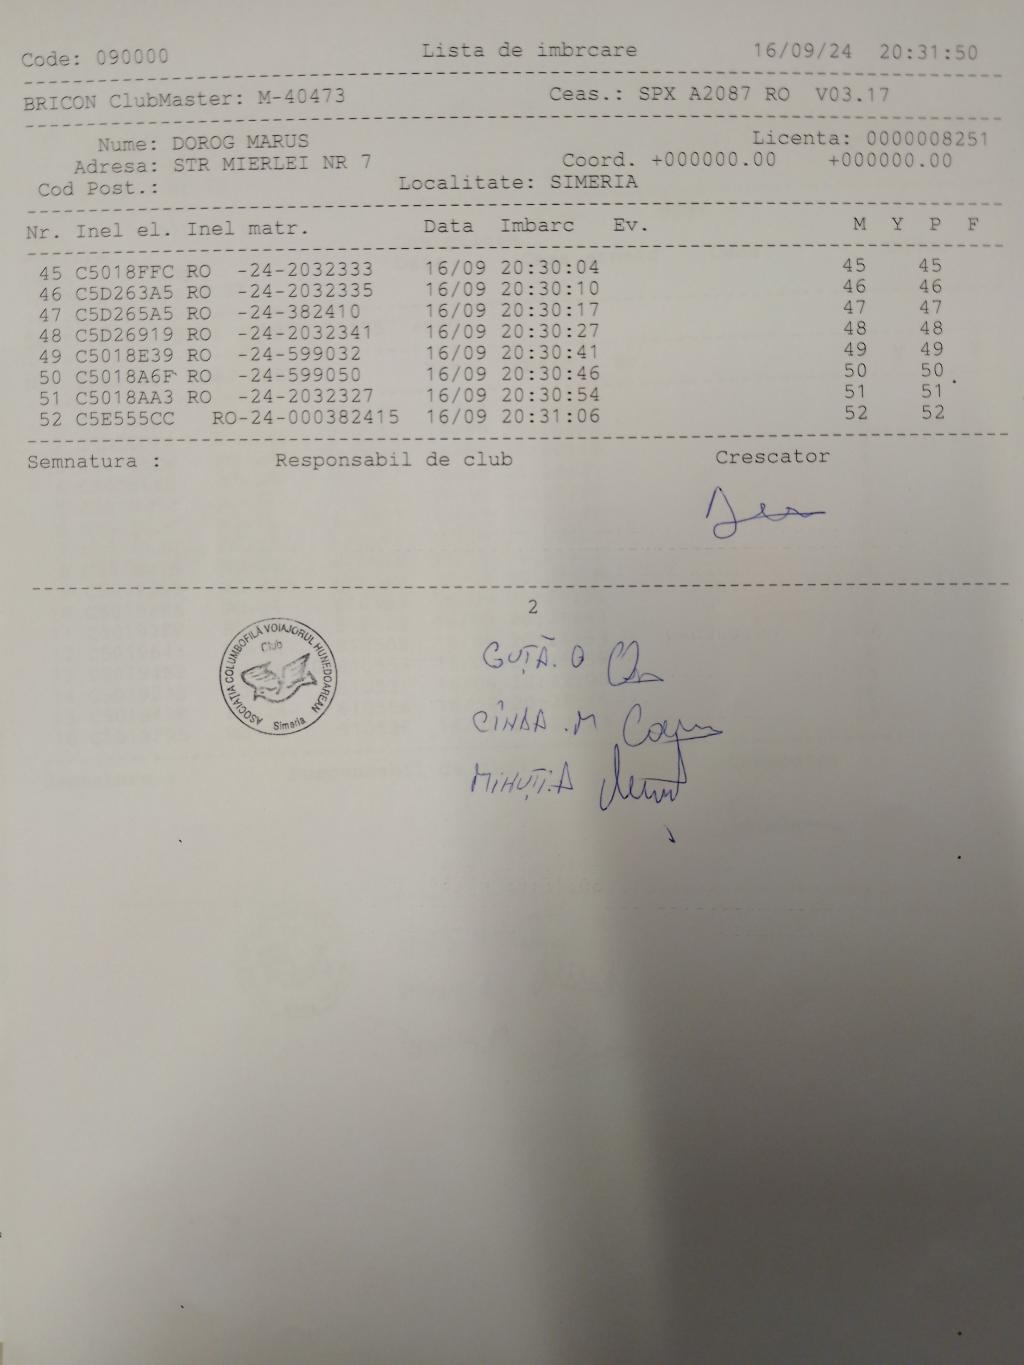 Code: 090000 Lista de imbrcare 16/09/24 20:31:50
BRICON ClubMaster: M-40473 Ceas.: SPX A2087 RO V03.17
Nume: DOROG MARUS Licenta: 0000008251
Adresa: STR MIERLEI NR 7 Coord. +000000.00 +000000.00
Cod Post.: Localitate: SIMERIA
Nr. Inel el. Inel matr. Data Imbarc Ev. M Y P F
45 C5018FFC RO -24-2032333 16/09 20:30:04 45 45
46 C5D263A5 RO -24-2032335 16/09 20:30:10 46 46
47 C5D265A5 RO -24-382410 16/09 20:30:17 47 47
48 C5D26919 RO -24-2032341 16/09 20:30:27 48 48
49 C5018E39 RO -24-599032 16/09 20:30:41 49 49
50 C5018A6F RO -24-599050 16/09 20:30:46 50 50
51 C5018AA3 RO -24-2032327 16/09 20:30:54 51 51
52 C5E555CC RO-24-000382415 16/09 20:31:06 52 52
Semnatura : Responsabil de club Crescator
2
ASOCIAȚIA COLUMBOFILĂ VOIAJORUL HUNEDOAREAN
Club
Simeria
GUȚĂ. O
CÎNDA .M
MIHUȚ.A